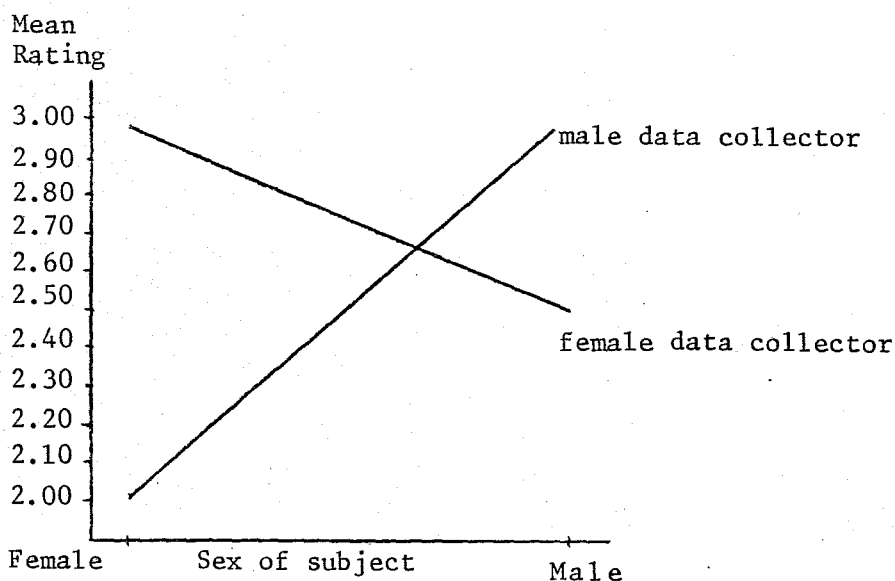 Mean
Rating
3.00
2.90
2.80
2.70
2.60
2.50
2.40
2.30
2.20
2.10
2.00
male data collector
female data collector
Female Sex of subject Male